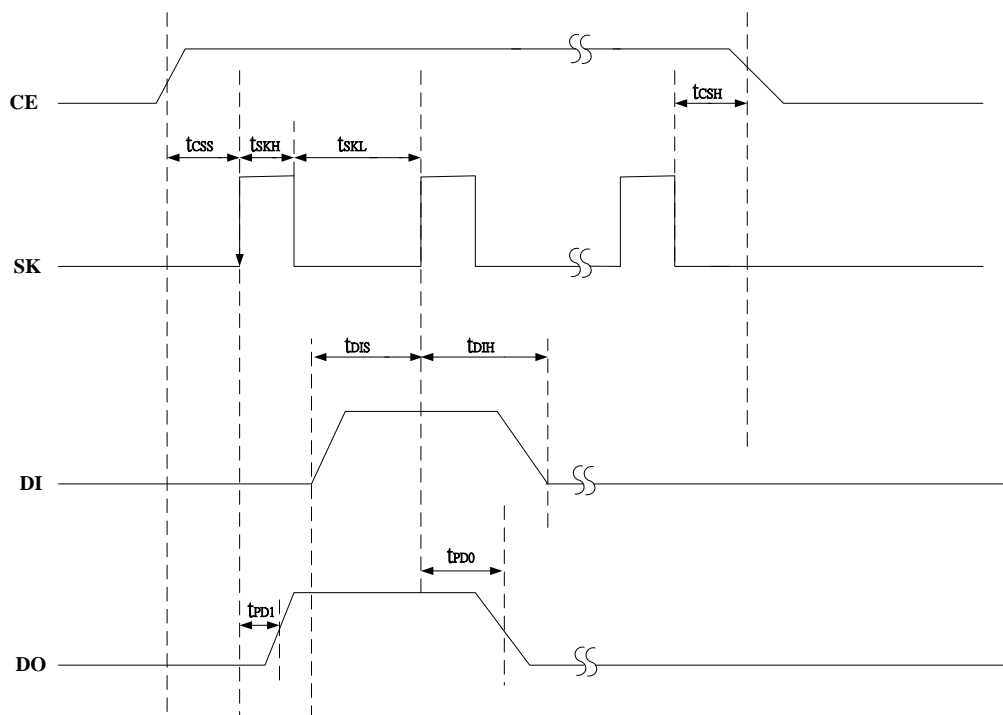 CE
tCSH
tCSS tSKH tSKL
SK
tDIS tDIH
DI
tPD0
tPD1
DO